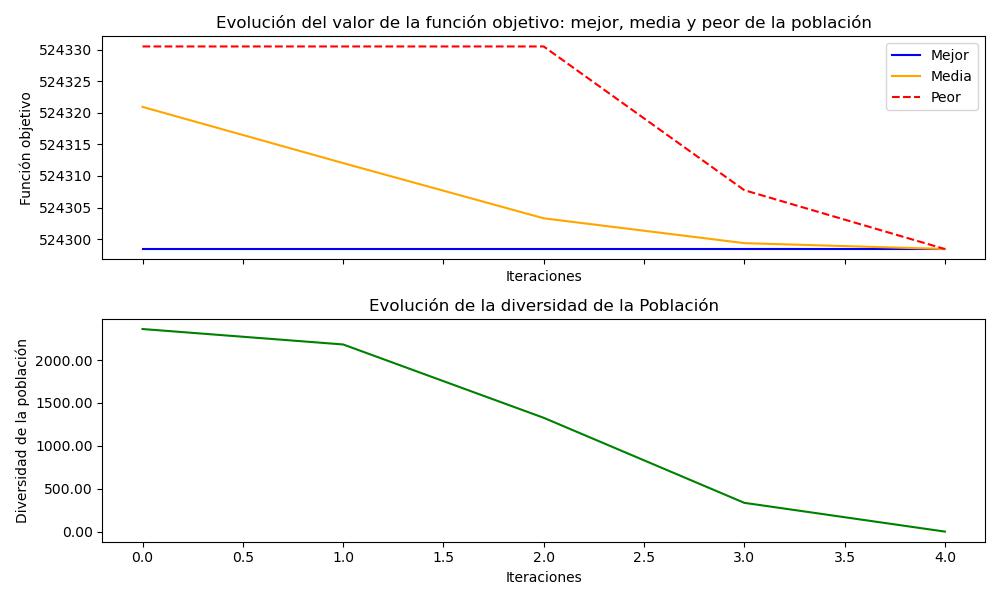 Evolución del valor de la función objetivo: mejor, media y peor de la población
Función objetivo
524330
524325
524320
524315
524310
524305
524300
Mejor
Media
Peor
Iteraciones
Evolución de la diversidad de la Población
Diversidad de la población
2000.00
1500.00
1000.00
500.00
0.00
0.0 0.5 1.0 1.5 2.0 2.5 3.0 3.5 4.0
Iteraciones